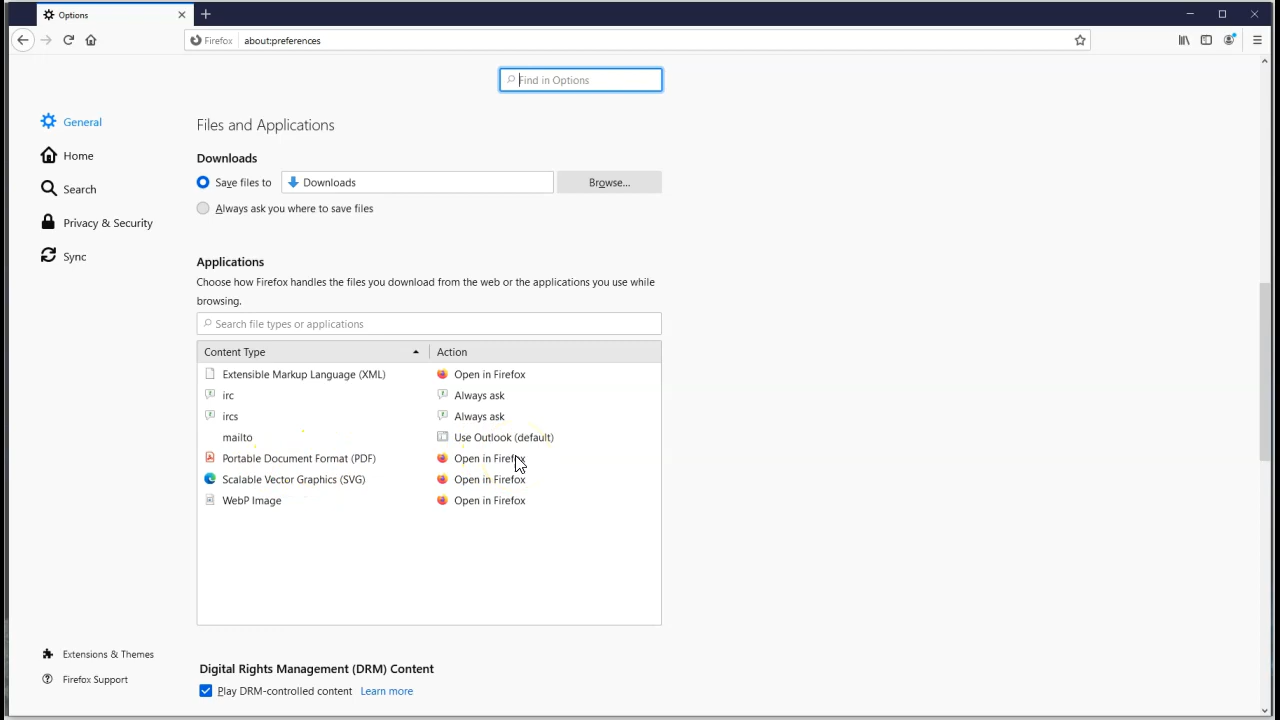 Options
Firefox about:preferences
Find in Options
General
Home
Search
Privacy & Security
Sync
Extensions & Themes
Firefox Support
Files and Applications
Downloads
Save files to Downloads Browse...
Always ask you where to save files
Applications
Choose how Firefox handles the files you download from the web or the applications you use while
browsing.
Search file types or applications
Content Type Action
Extensible Markup Language (XML) Open in Firefox
irc Always ask
ircs Always ask
mailto Use Outlook (default)
Portable Document Format (PDF) Open in Firefox
Scalable Vector Graphics (SVG) Open in Firefox
WebP Image Open in Firefox
Digital Rights Management (DRM) Content
Play DRM-controlled content Learn more